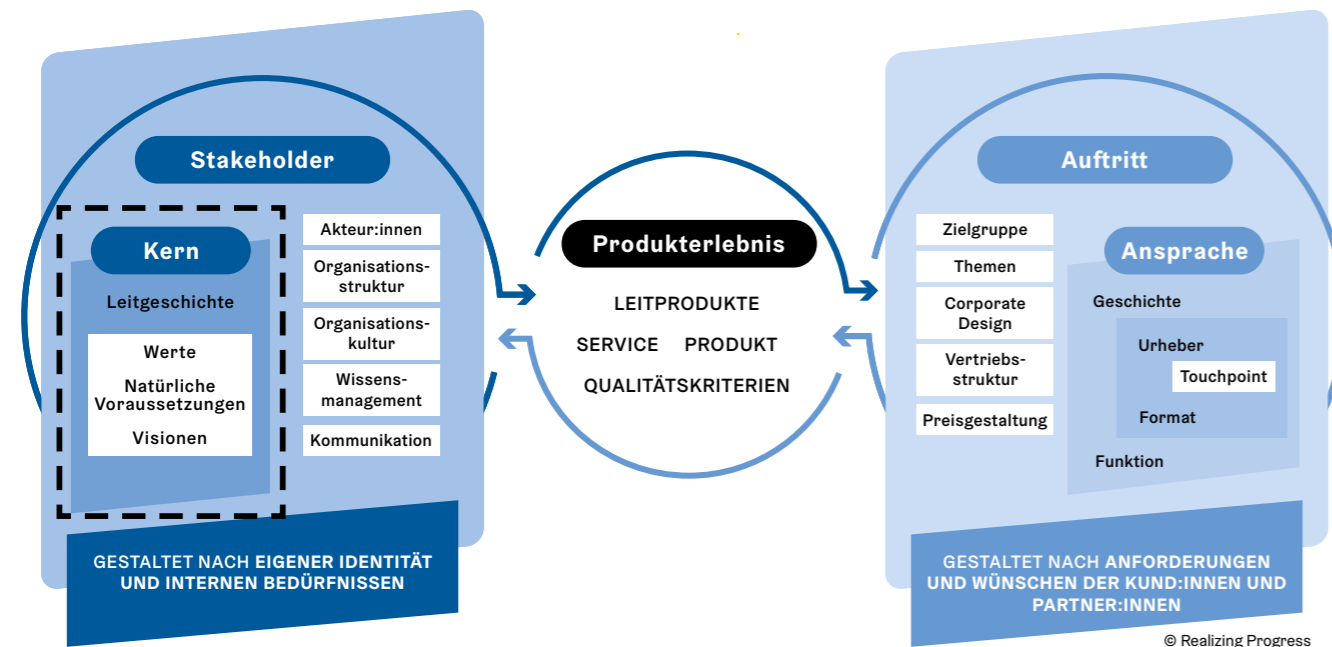 Stakeholder
Kern
Leitgeschichte
Werte
Natürliche
Voraussetzungen
Visionen
Akteur:innen
Organisations-
struktur
Organisations-
kultur
Wissens-
management
Kommunikation
GESTALTET NACH EIGENER IDENTITÄT
UND INTERNEN BEDÜRFNISSEN
Produkterlebnis
LEITPRODUKTE
SERVICE PRODUKT
QUALITÄTSKRITERIEN
Auftritt
Zielgruppe
Themen
Corporate
Design
Vertriebs-
struktur
Preisgestaltung
Ansprache
Geschichte
Urheber
Touchpoint
Format
Funktion
GESTALTET NACH ANFORDERUNGEN
UND WÜNSCHEN DER KUND:INNEN UND
PARTNER:INNEN
© Realizing Progress